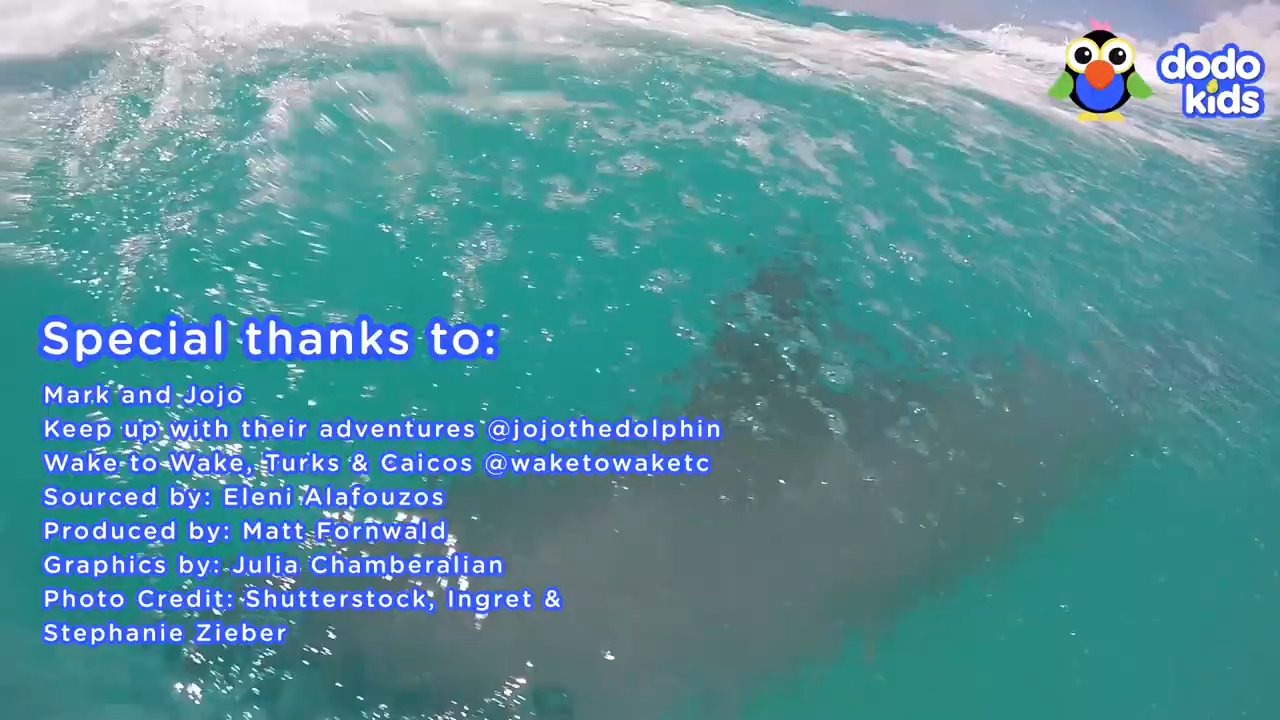 dodo
kids
Special thanks to:
Mark and Jojo
Keep up with their adventures @jojothedolphin
Wake to Wake, Turks & Caicos @waketowaketc
Sourced by: Eleni Alafouzos
Produced by: Matt Fornwald
Graphics by: Julia Chamberalian
Photo Credit: Shutterstock, Ingret &
Stephanie Zieber